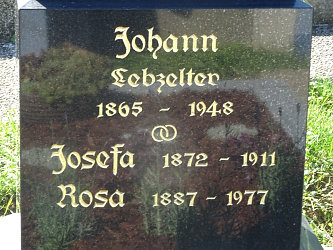 Johann
Lebzelter
1865 - 1948
Josefa 1872 - 1911
Rosa 1887 - 1977